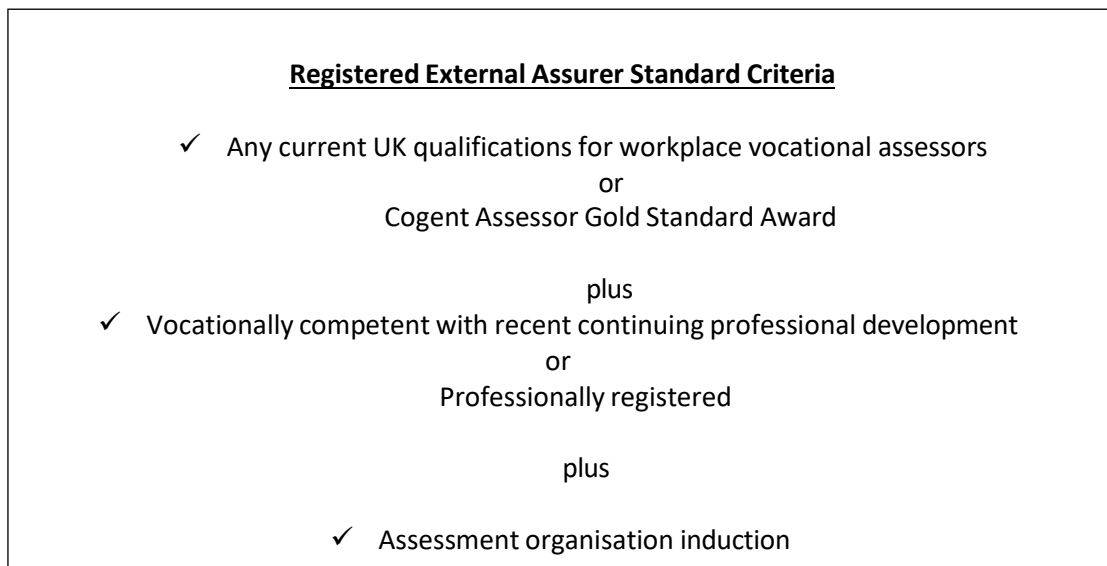 Registered External Assurer Standard Criteria
✓ Any current UK qualifications for workplace vocational assessors
or
Cogent Assessor Gold Standard Award
plus
✓ Vocationally competent with recent continuing professional development
or
Professionally registered
plus
✓ Assessment organisation induction